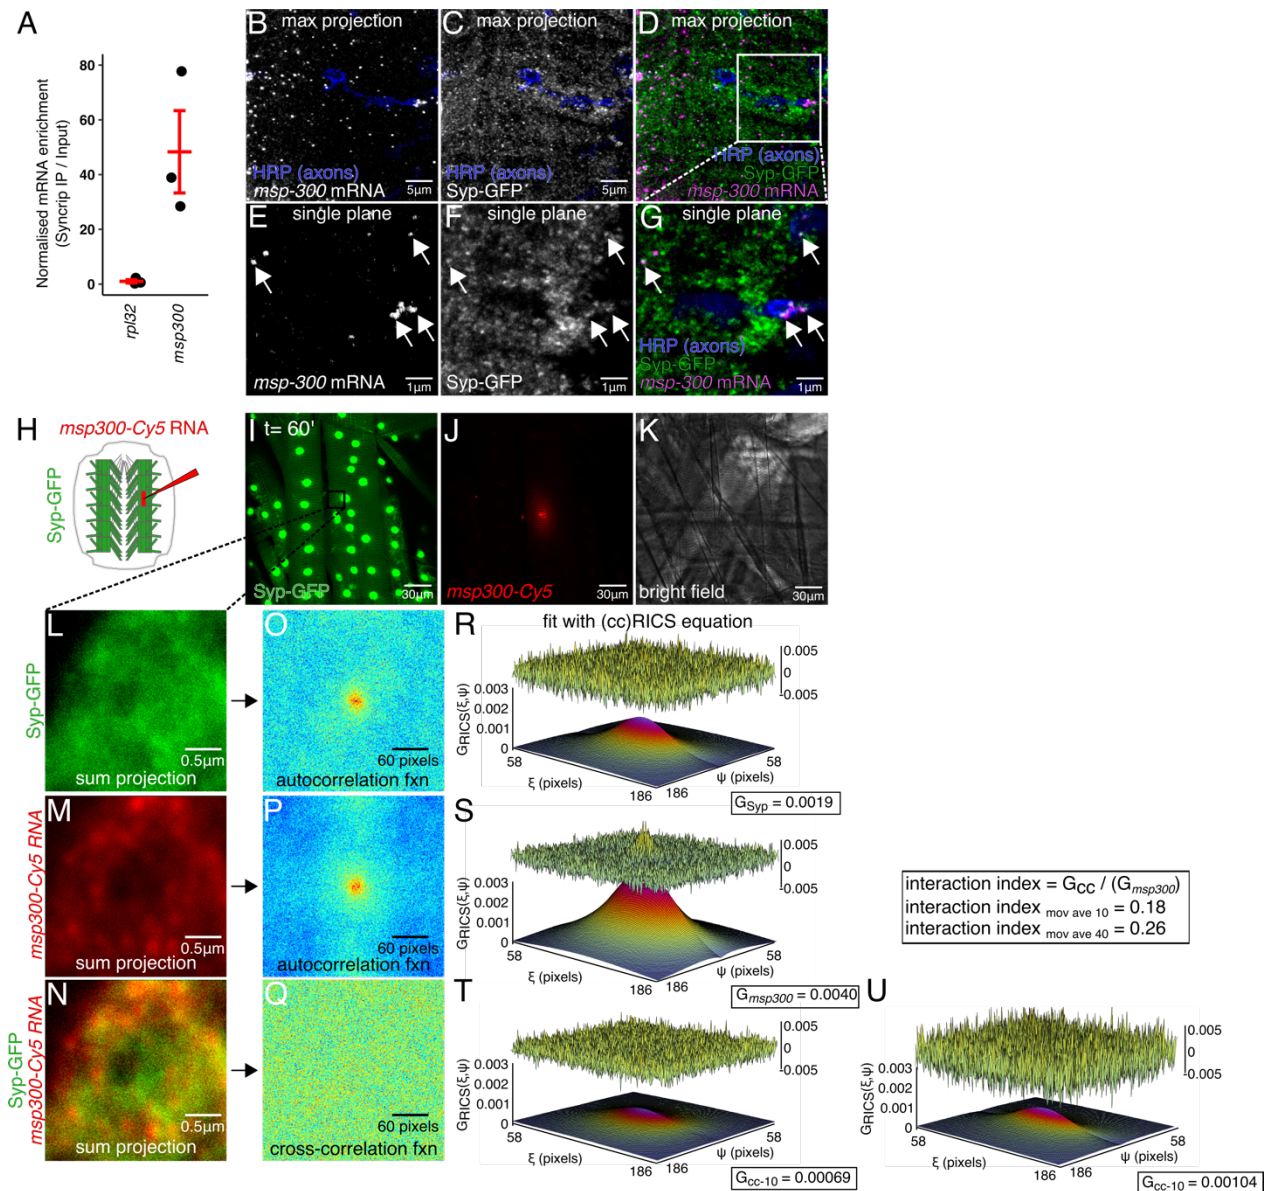 A
80
60
40
20
0
Normalised mRNA enrichment
(Syncrip IP / Input)
rpl32
msp300
B
max projection
HRP (axons)
msp-300 mRNA
5µm
C
max projection
HRP (axons)
Syp-GFP
5µm
D
max projection
HRP (axons)
Syp-GFP
msp-300 mRNA
5µm
E
single plane
msp-300 mRNA
1µm
F
single plane
Syp-GFP
1µm
G
single plane
HRP (axons)
Syp-GFP
msp-300 mRNA
1µm
H
msp300-Cy5 RNA
Syp-GFP
I
t= 60'
Syp-GFP
30µm
J
msp300-Cy5
30µm
K
bright field
30µm
L
Syp-GFP
0.5µm
sum projection
O
60 pixels
autocorrelation fxn
R
fit with (cc)RICS equation
0.005
0
-0.005
0.003
0.002
0.001
0
GRICS(ξ,ψ)
58
58
ξ (pixels)
ψ (pixels)
186
186
GSyp = 0.0019
M
msp300-Cy5 RNA
0.5µm
sum projection
P
60 pixels
autocorrelation fxn
S
0.005
0
-0.005
0.003
0.002
0.001
0
GRICS(ξ,ψ)
58
58
ξ (pixels)
ψ (pixels)
186
186
Gmsp300 = 0.0040
interaction index = GCC / (Gmsp300)
interaction index mov ave 10 = 0.18
interaction index mov ave 40 = 0.26
N
Syp-GFP
msp300-Cy5 RNA
0.5µm
sum projection
Q
60 pixels
cross-correlation fxn
T
0.005
0
-0.005
0.003
0.002
0.001
0
GRICS(ξ,ψ)
58
58
ξ (pixels)
ψ (pixels)
186
186
Gcc-10 = 0.00069
U
0.005
0
-0.005
0.003
0.002
0.001
0
GRICS(ξ,ψ)
58
58
ξ (pixels)
ψ (pixels)
186
186
Gcc-10 = 0.00104